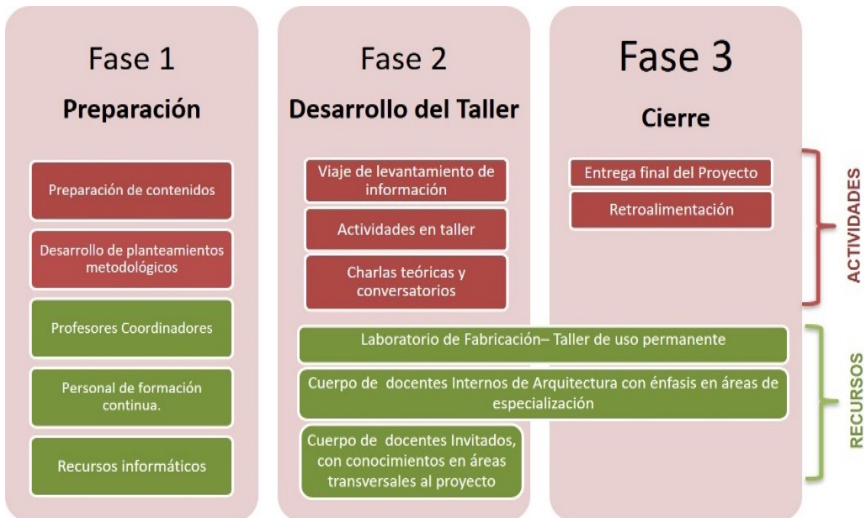 Fase 1
Preparación
Preparación de contenidos
Desarrollo de planteamientos
metodológicos
Profesores Coordinadores
Personal de formación
continua.
Recursos informáticos
Fase 2
Desarrollo del Taller
Viaje de levantamiento de
información
Actividades en taller
Charlas teóricas y
conversatorios
Laboratorio de Fabricación– Taller de uso permanente
Cuerpo de docentes Internos de Arquitectura con énfasis en áreas de
especialización
Cuerpo de docentes Invitados,
con conocimientos en áreas
transversales al proyecto
Fase 3
Cierre
Entrega final del Proyecto
Retroalimentación
ACTIVIDADES
RECURSOS